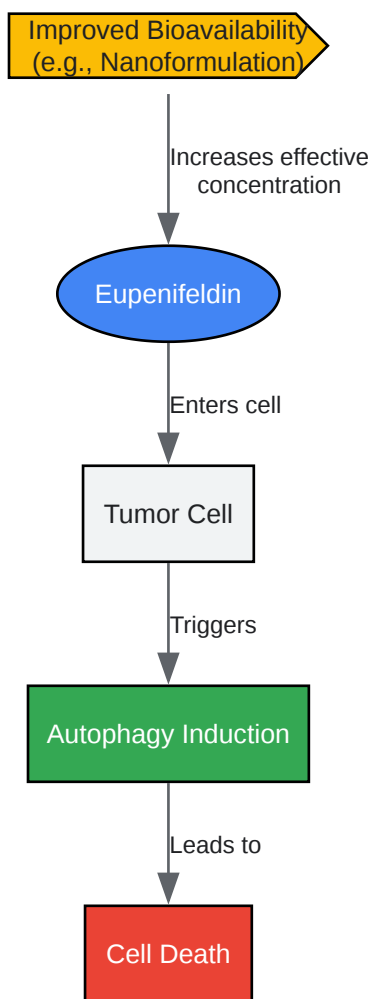 Improved Bioavailability
(e.g., Nanoformulation)
Increases effective
concentration
Eupenifeldin
Enters cell
Tumor Cell
Triggers
Autophagy Induction
Leads to
Cell Death